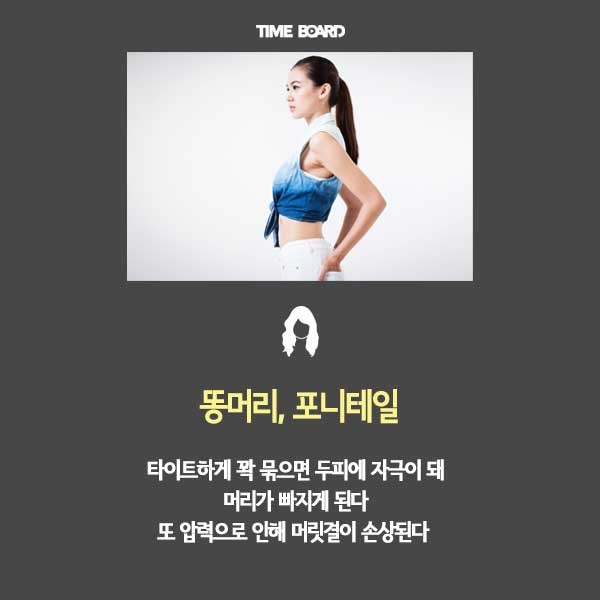 TIME BOARD
똥머리, 포니테일
타이트하게 꽉 묶으면 두피에 자극이 돼
머리가 빠지게 된다
또 압력으로 인해 머릿결이 손상된다